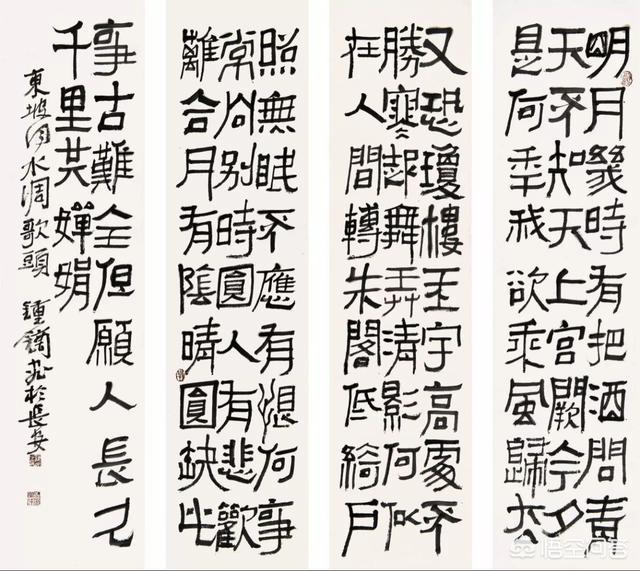 明月幾時有把酒問青
天不知天上宮闕今夕
是何年我欲乘風歸去
又恐瓊樓玉宇高處不
勝寒起舞弄清影何似
在人間轉朱閣低綺戶
照無眠不應有恨何事
常向別時圓人有悲歡
離合月有陰晴圓缺此
事古難全但願人長久
千里共嬋娟
東坡詞水調歌頭 鍾鏑書於長安
悟空问答